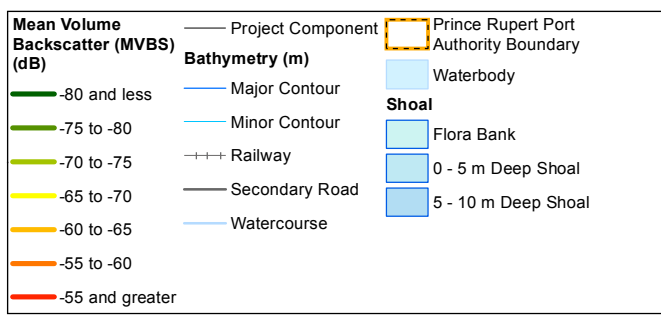 Mean Volume
Backscatter (MVBS)
(dB)
-80 and less
-75 to -80
-70 to -75
-65 to -70
-60 to -65
-55 to -60
-55 and greater
Project Component
Bathymetry (m)
Major Contour
Minor Contour
Railway
Secondary Road
Watercourse
Prince Rupert Port
Authority Boundary
Waterbody
Shoal
Flora Bank
0 - 5 m Deep Shoal
5 - 10 m Deep Shoal